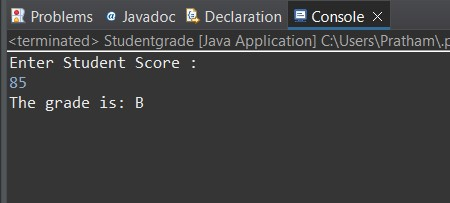 Problems @ Javadoc Declaration Console
<terminated> Studentgrade [Java Application] C:\Users\Pratham\.p
Enter Student Score :
85
The grade is: B